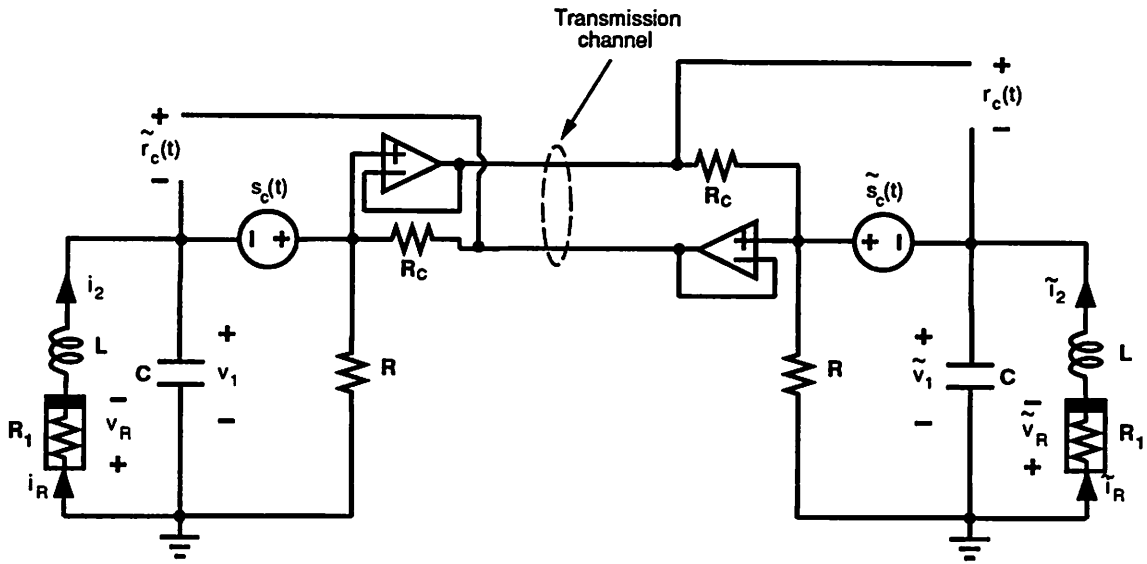 Transmission
channel
+
r̃c(t)
−
+
rc(t)
−
sc(t)
− +
+
−
Rc
Rc
+
−
s̃c(t)
+ −
i2
L
R1
−
vR
+
iR
C
+
v1
−
R
R
+
ṽ1
−
C
ĩ2
L
−
ṽR
+
R1
ĩR